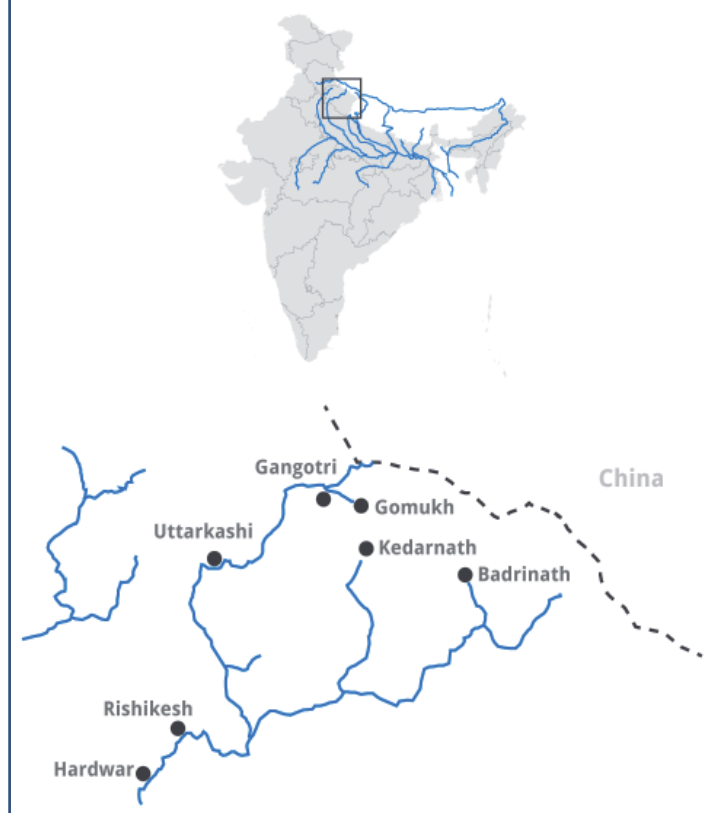 Gangotri
China
Gomukh
Uttarkashi
Kedarnath
Badrinath
Rishikesh
Hardwar